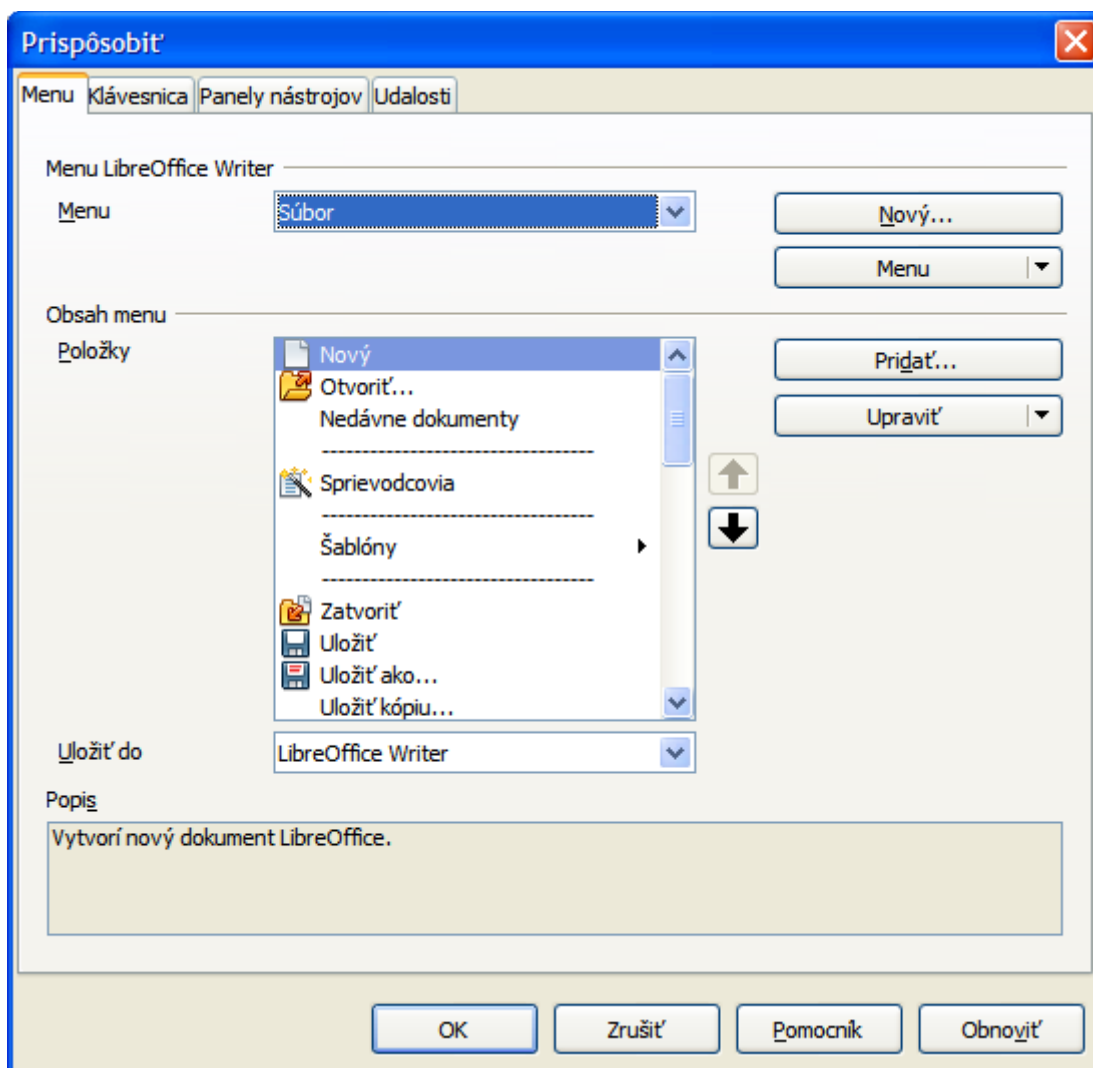 Prispôsobiť
Menu Klávesnica Panely nástrojov Udalosti
Menu LibreOffice Writer
Menu Súbor Nový...
Menu
Obsah menu
Položky Nový Pridať...
Otvoriť...
Nedávne dokumenty Upraviť
----------------------------------
Sprievodcovia
----------------------------------
Šablóny
----------------------------------
Zatvoriť
Uložiť
Uložiť ako...
Uložiť kópiu...
Uložiť do LibreOffice Writer
Popis
Vytvorí nový dokument LibreOffice.
OK Zrušiť Pomocník Obnoviť